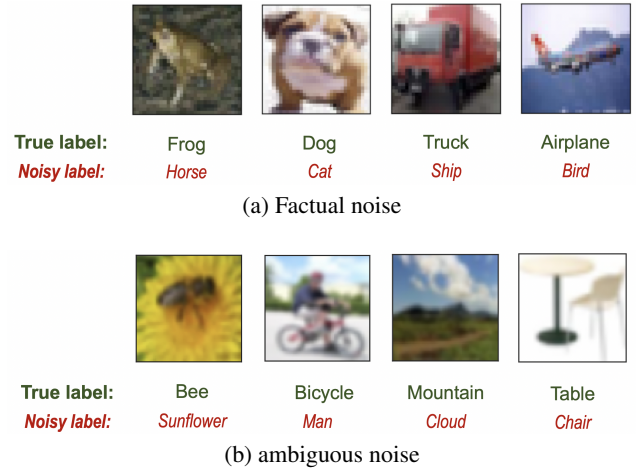 True label: Frog Dog Truck Airplane
Noisy label: Horse Cat Ship Bird
(a) Factual noise
True label: Bee Bicycle Mountain Table
Noisy label: Sunflower Man Cloud Chair
(b) ambiguous noise